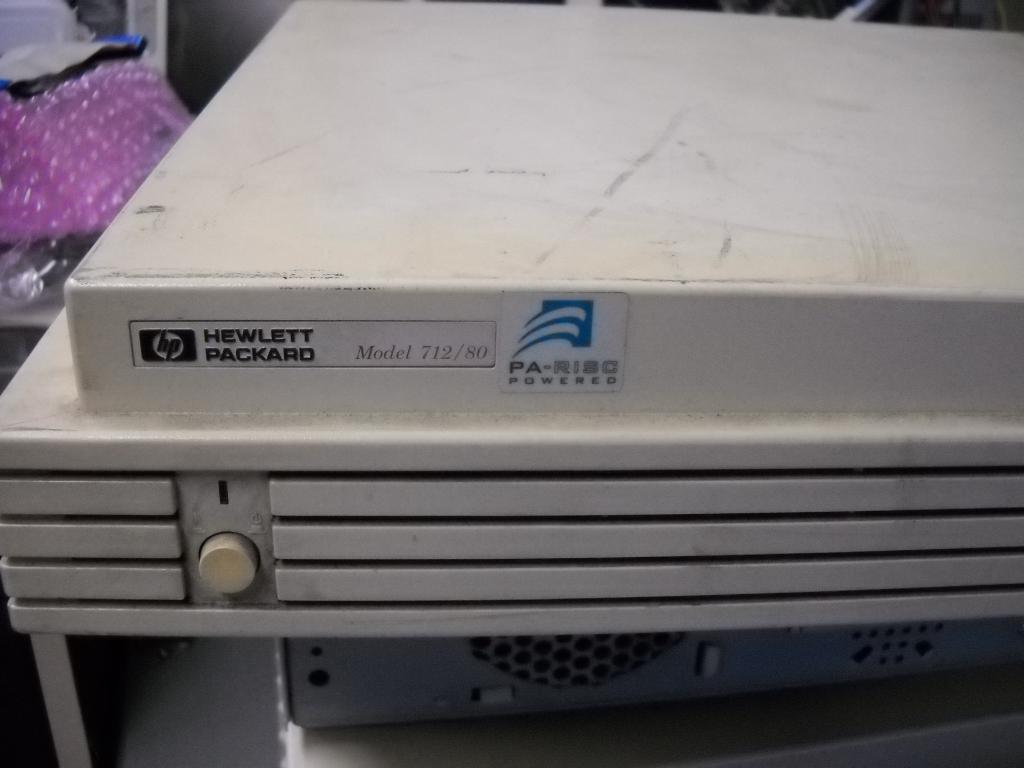 hp
HEWLETT
PACKARD
Model 712/80
PA-RISC
POWERED